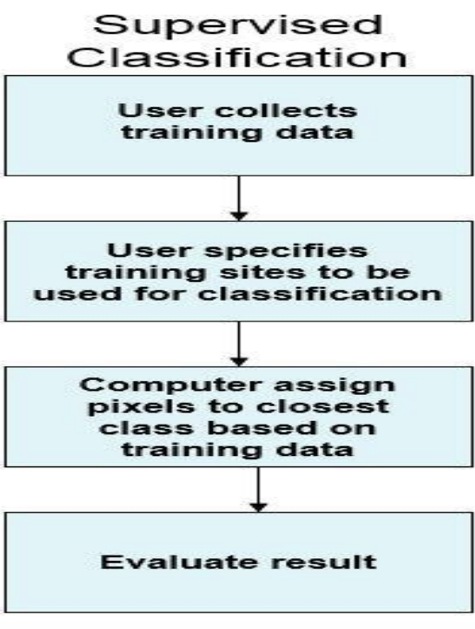 Supervised
Classification
User collects
training data
User specifies
training sites to be
used for classification
Computer assign
pixels to closest
class based on
training data
Evaluate result